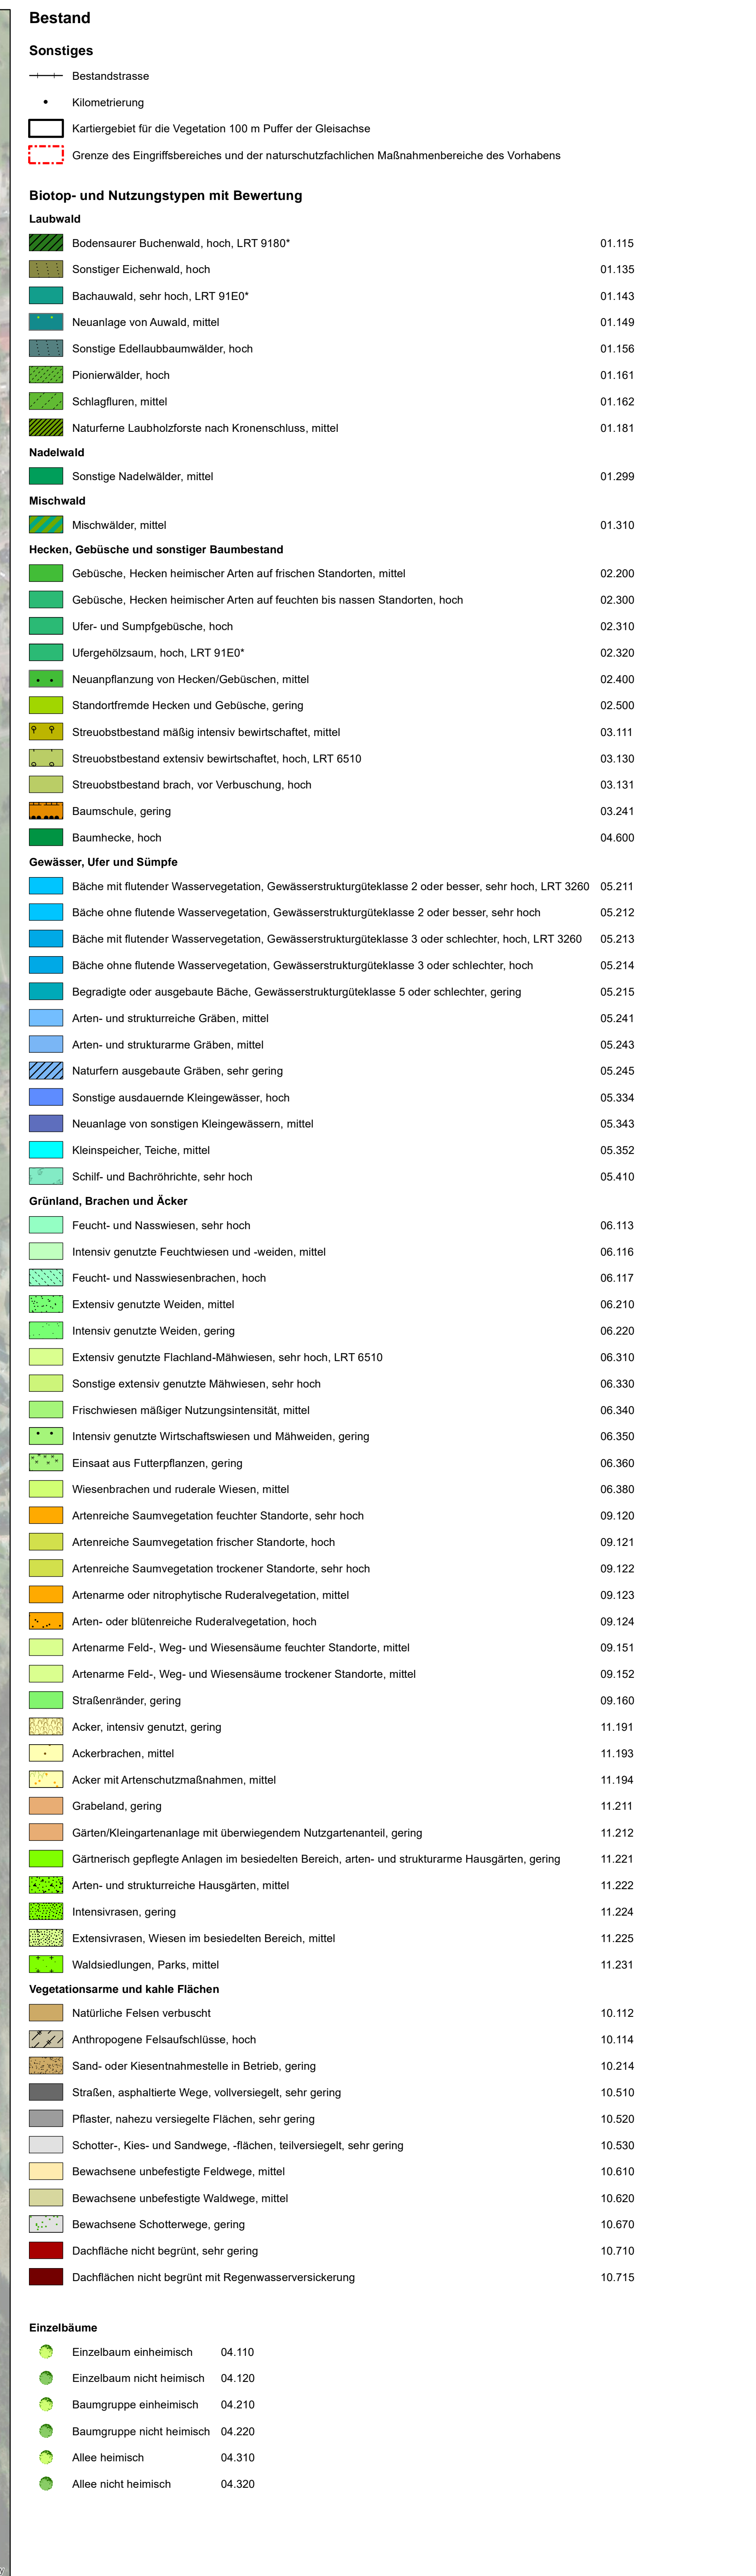 Bestand
Sonstiges
Bestandstrasse
Kilometrierung
Kartiergebiet für die Vegetation 100 m Puffer der Gleisachse
Grenze des Eingriffsbereiches und der naturschutzfachlichen Maßnahmenbereiche des Vorhabens
Biotop- und Nutzungstypen mit Bewertung
Laubwald
Bodensaurer Buchenwald, hoch, LRT 9180* 01.115
Sonstiger Eichenwald, hoch 01.135
Bachauwald, sehr hoch, LRT 91E0* 01.143
Neuanlage von Auwald, mittel 01.149
Sonstige Edellaubbaumwälder, hoch 01.156
Pionierwälder, hoch 01.161
Schlagfluren, mittel 01.162
Naturferne Laubholzforste nach Kronenschluss, mittel 01.181
Nadelwald
Sonstige Nadelwälder, mittel 01.299
Mischwald
Mischwälder, mittel 01.310
Hecken, Gebüsche und sonstiger Baumbestand
Gebüsche, Hecken heimischer Arten auf frischen Standorten, mittel 02.200
Gebüsche, Hecken heimischer Arten auf feuchten bis nassen Standorten, hoch 02.300
Ufer- und Sumpfgebüsche, hoch 02.310
Ufergehölzsaum, hoch, LRT 91E0* 02.320
Neuanpflanzung von Hecken/Gebüschen, mittel 02.400
Standortfremde Hecken und Gebüsche, gering 02.500
Streuobstbestand mäßig intensiv bewirtschaftet, mittel 03.111
Streuobstbestand extensiv bewirtschaftet, hoch, LRT 6510 03.130
Streuobstbestand brach, vor Verbuschung, hoch 03.131
Baumschule, gering 03.241
Baumhecke, hoch 04.600
Gewässer, Ufer und Sümpfe
Bäche mit flutender Wasservegetation, Gewässerstrukturgüteklasse 2 oder besser, sehr hoch, LRT 3260 05.211
Bäche ohne flutende Wasservegetation, Gewässerstrukturgüteklasse 2 oder besser, sehr hoch 05.212
Bäche mit flutender Wasservegetation, Gewässerstrukturgüteklasse 3 oder schlechter, hoch, LRT 3260 05.213
Bäche ohne flutende Wasservegetation, Gewässerstrukturgüteklasse 3 oder schlechter, hoch 05.214
Begradigte oder ausgebaute Bäche, Gewässerstrukturgüteklasse 5 oder schlechter, gering 05.215
Arten- und strukturreiche Gräben, mittel 05.241
Arten- und strukturarme Gräben, mittel 05.243
Naturfern ausgebaute Gräben, sehr gering 05.245
Sonstige ausdauernde Kleingewässer, hoch 05.334
Neuanlage von sonstigen Kleingewässern, mittel 05.343
Kleinspeicher, Teiche, mittel 05.352
Schilf- und Bachröhrichte, sehr hoch 05.410
Grünland, Brachen und Äcker
Feucht- und Nasswiesen, sehr hoch 06.113
Intensiv genutzte Feuchtwiesen und -weiden, mittel 06.116
Feucht- und Nasswiesenbrachen, hoch 06.117
Extensiv genutzte Weiden, mittel 06.210
Intensiv genutzte Weiden, gering 06.220
Extensiv genutzte Flachland-Mähwiesen, sehr hoch, LRT 6510 06.310
Sonstige extensiv genutzte Mähwiesen, sehr hoch 06.330
Frischwiesen mäßiger Nutzungsintensität, mittel 06.340
Intensiv genutzte Wirtschaftswiesen und Mähweiden, gering 06.350
Einsaat aus Futterpflanzen, gering 06.360
Wiesenbrachen und ruderale Wiesen, mittel 06.380
Artenreiche Saumvegetation feuchter Standorte, sehr hoch 09.120
Artenreiche Saumvegetation frischer Standorte, hoch 09.121
Artenreiche Saumvegetation trockener Standorte, sehr hoch 09.122
Artenarme oder nitrophytische Ruderalvegetation, mittel 09.123
Arten- oder blütenreiche Ruderalvegetation, hoch 09.124
Artenarme Feld-, Weg- und Wiesensäume feuchter Standorte, mittel 09.151
Artenarme Feld-, Weg- und Wiesensäume trockener Standorte, mittel 09.152
Straßenränder, gering 09.160
Acker, intensiv genutzt, gering 11.191
Ackerbrachen, mittel 11.193
Acker mit Artenschutzmaßnahmen, mittel 11.194
Grabeland, gering 11.211
Gärten/Kleingartenanlage mit überwiegendem Nutzgartenanteil, gering 11.212
Gärtnerisch gepflegte Anlagen im besiedelten Bereich, arten- und strukturarme Hausgärten, gering 11.221
Arten- und strukturreiche Hausgärten, mittel 11.222
Intensivrasen, gering 11.224
Extensivrasen, Wiesen im besiedelten Bereich, mittel 11.225
Waldsiedlungen, Parks, mittel 11.231
Vegetationsarme und kahle Flächen
Natürliche Felsen verbuscht 10.112
Anthropogene Felsaufschlüsse, hoch 10.114
Sand- oder Kiesentnahmestelle in Betrieb, gering 10.214
Straßen, asphaltierte Wege, vollversiegelt, sehr gering 10.510
Pflaster, nahezu versiegelte Flächen, sehr gering 10.520
Schotter-, Kies- und Sandwege, -flächen, teilversiegelt, sehr gering 10.530
Bewachsene unbefestigte Feldwege, mittel 10.610
Bewachsene unbefestigte Waldwege, mittel 10.620
Bewachsene Schotterwege, gering 10.670
Dachfläche nicht begrünt, sehr gering 10.710
Dachflächen nicht begrünt mit Regenwasserversickerung 10.715
Einzelbäume
Einzelbaum einheimisch 04.110
Einzelbaum nicht heimisch 04.120
Baumgruppe einheimisch 04.210
Baumgruppe nicht heimisch 04.220
Allee heimisch 04.310
Allee nicht heimisch 04.320